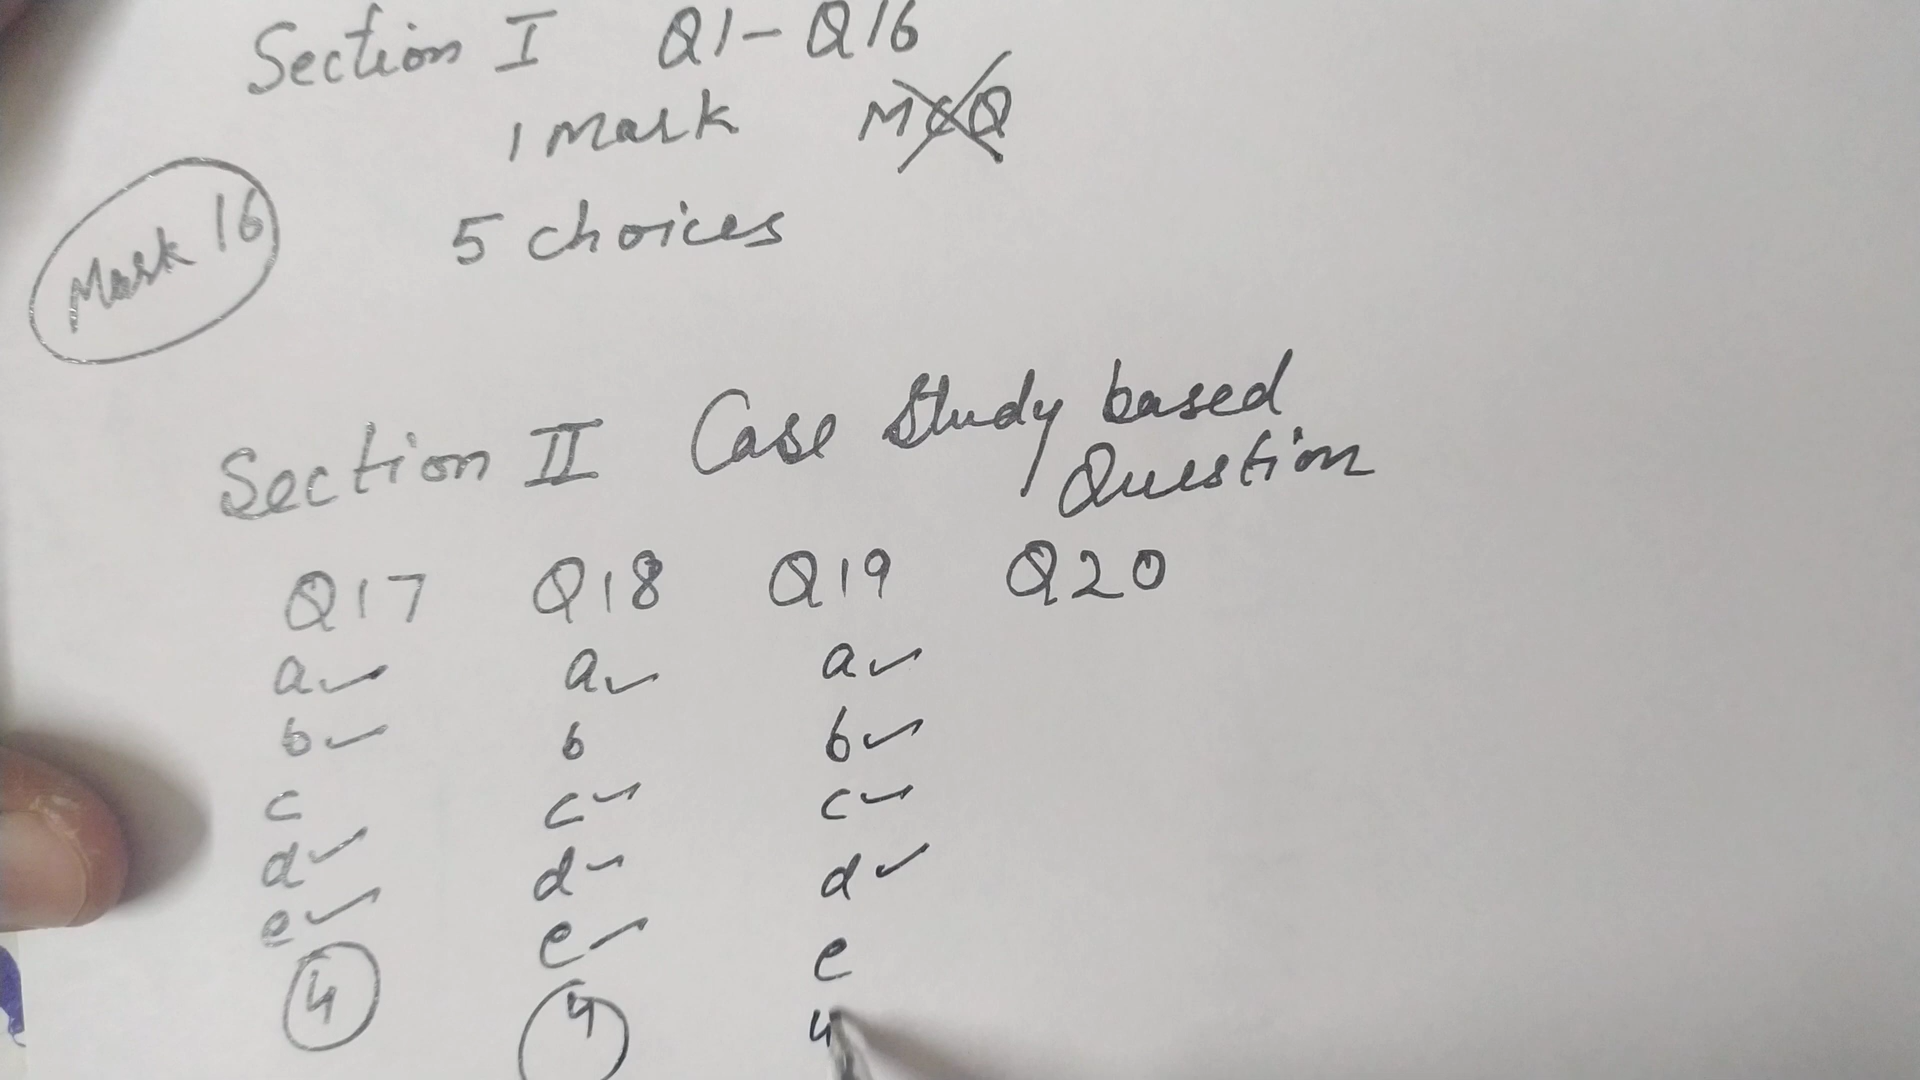 Section I Q1-Q16
1 Mark MCQ
Mark 16
5 choices
Section II Case Study based
Question
Q17 Q18 Q19 Q20
a✓ a✓ a✓
b✓ b b✓
c c✓ c✓
d✓ d✓ d✓
e✓ e✓ e
4 4 4